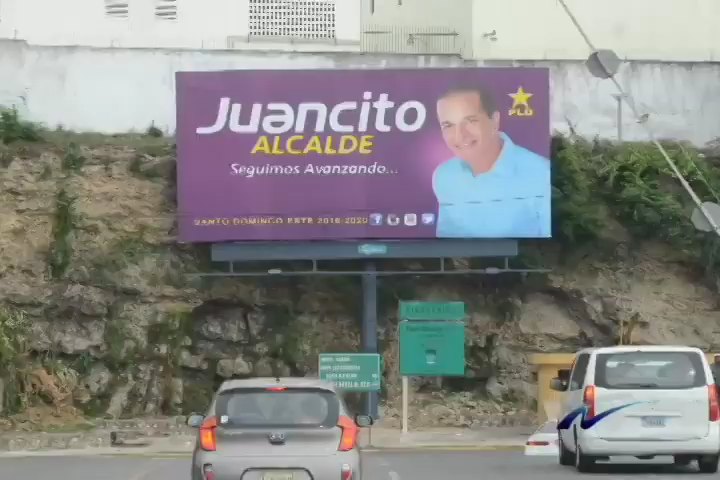 Juancito
ALCALDE
Seguimos Avanzando...
PLD
SANTO DOMINGO ESTE 2016-2020